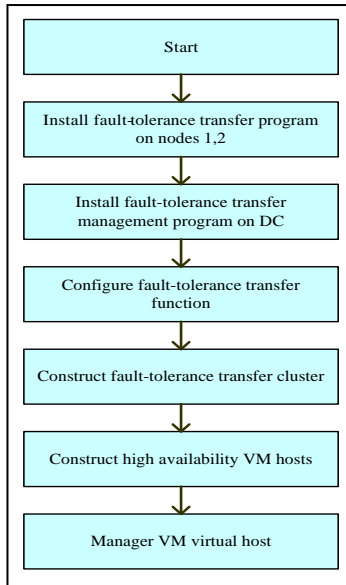 Start
Install fault-tolerance transfer program
on nodes 1,2
Install fault-tolerance transfer
management program on DC
Configure fault-tolerance transfer
function
Construct fault-tolerance transfer cluster
Construct high availability VM hosts
Manager VM virtual host